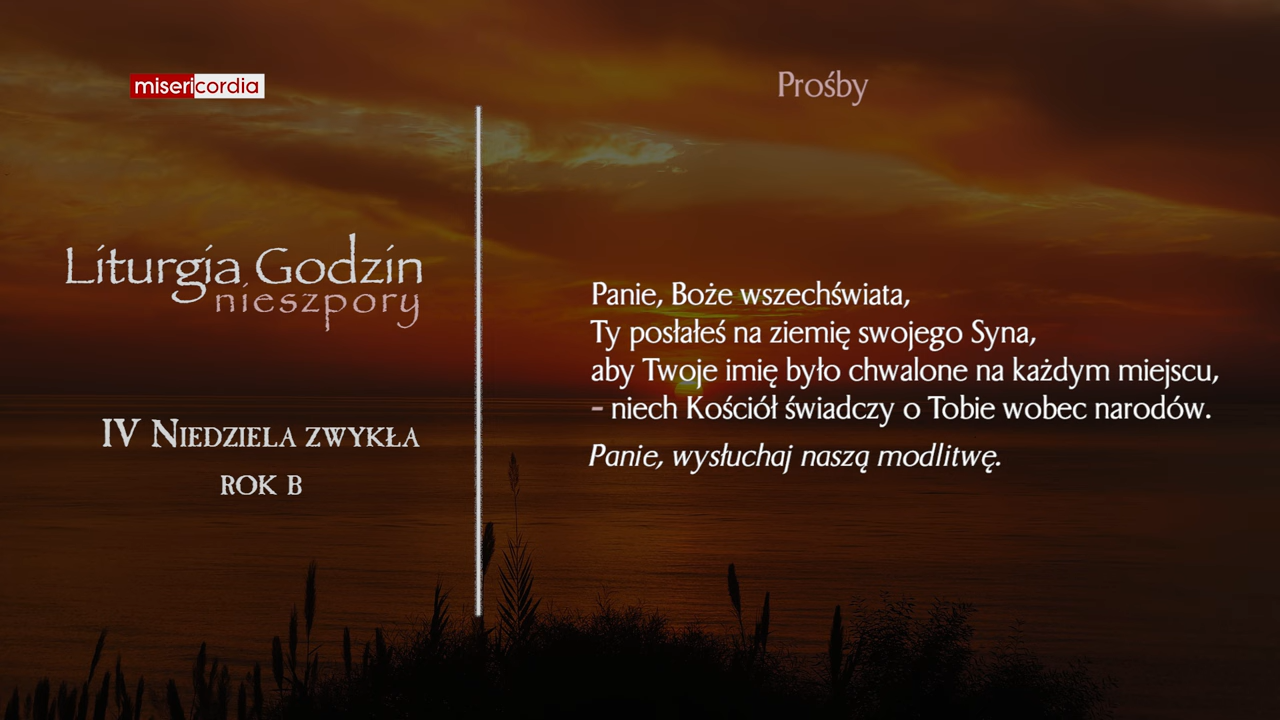 misericordia
Liturgia Godzin
nieszpory
IV Niedziela zwykła
rok B
Prośby
Panie, Boże wszechświata,
Ty posłałeś na ziemię swojego Syna,
aby Twoje imię było chwalone na każdym miejscu,
- niech Kościół świadczy o Tobie wobec narodów.
Panie, wysłuchaj naszą modlitwę.